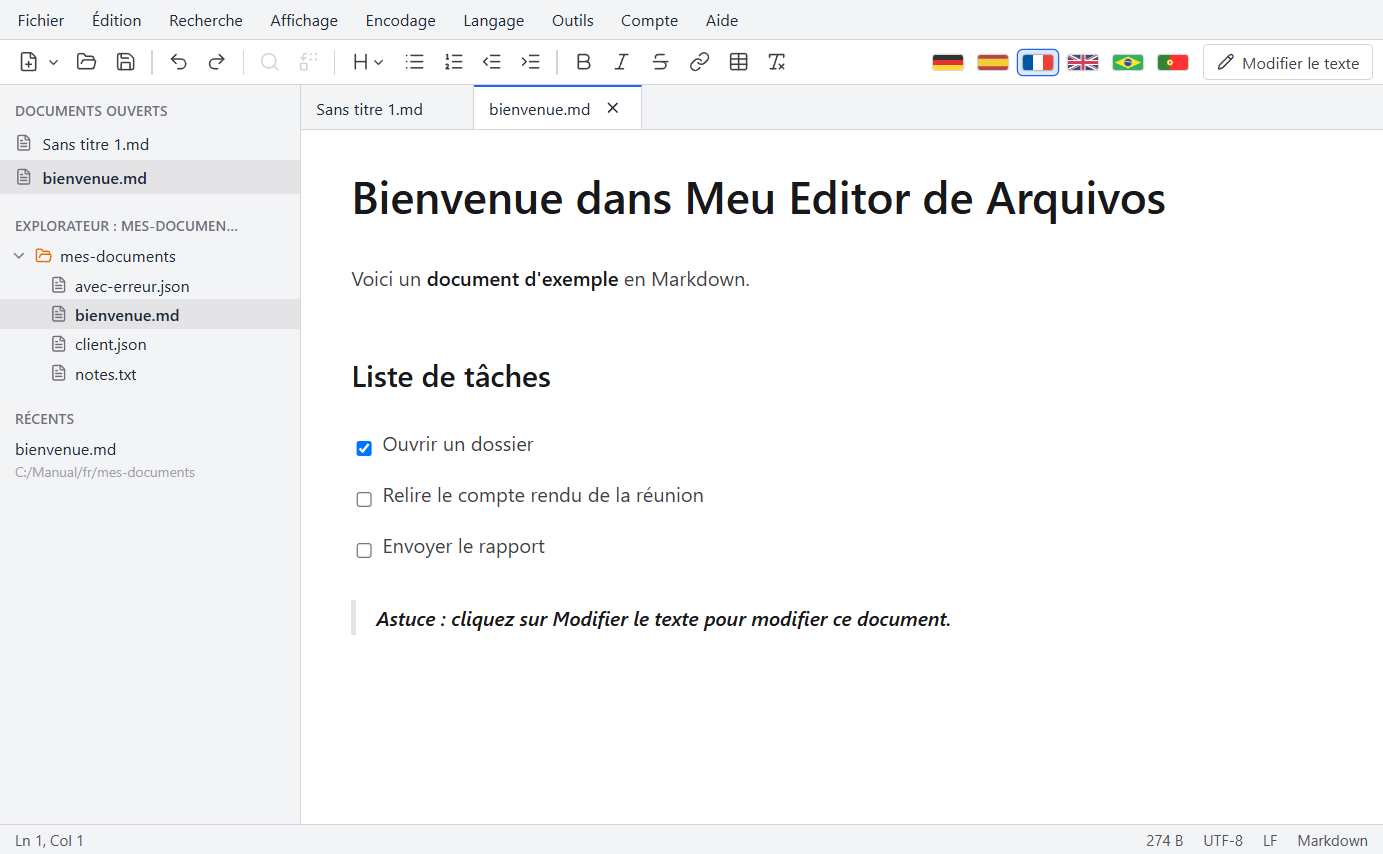 Fichier Édition Recherche Affichage Encodage Langage Outils Compte Aide
H B I S Modifier le texte
DOCUMENTS OUVERTS
Sans titre 1.md
bienvenue.md
EXPLORATEUR : MES-DOCUMEN...
mes-documents
avec-erreur.json
bienvenue.md
client.json
notes.txt
RÉCENTS
bienvenue.md
C:/Manual/fr/mes-documents
Sans titre 1.md bienvenue.md
Bienvenue dans Meu Editor de Arquivos
Voici un document d'exemple en Markdown.
Liste de tâches
Ouvrir un dossier
Relire le compte rendu de la réunion
Envoyer le rapport
Astuce : cliquez sur Modifier le texte pour modifier ce document.
Ln 1, Col 1 274 B UTF-8 LF Markdown